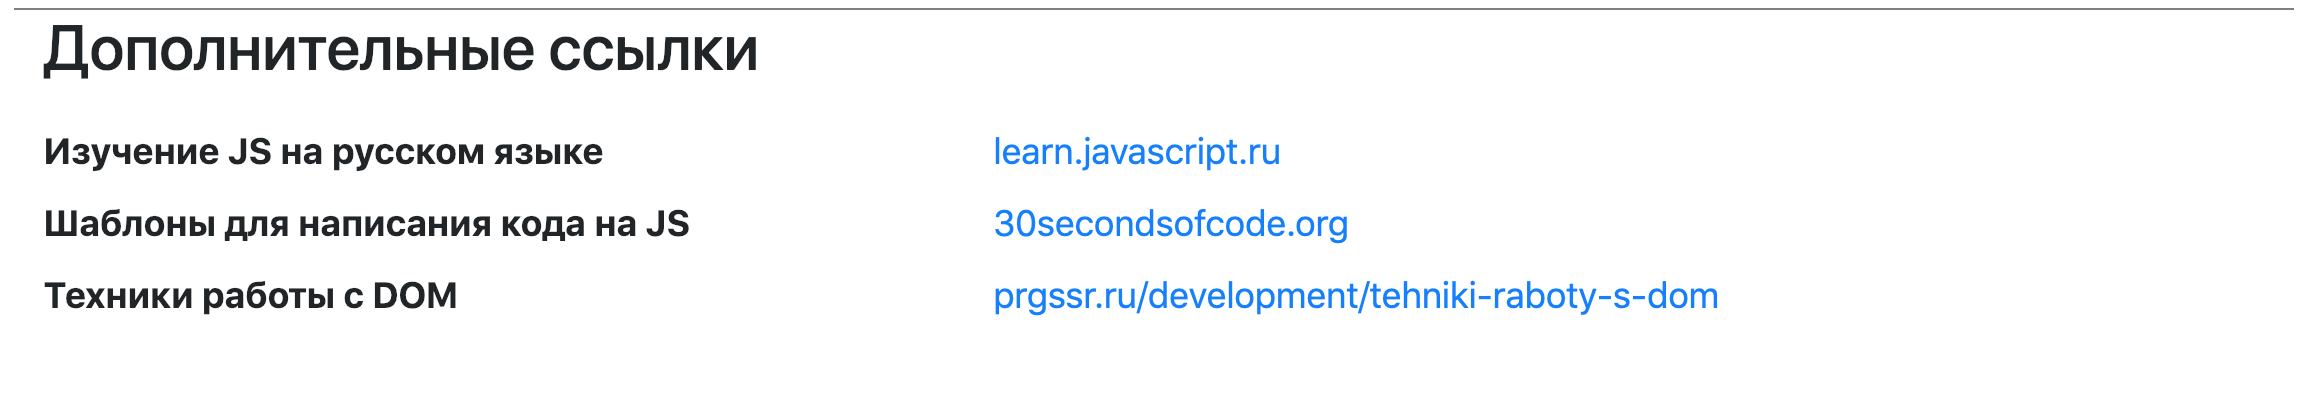 Дополнительные ссылки
Изучение JS на русском языке learn.javascript.ru
Шаблоны для написания кода на JS 30secondsofcode.org
Техники работы с DOM prgssr.ru/development/tehniki-raboty-s-dom